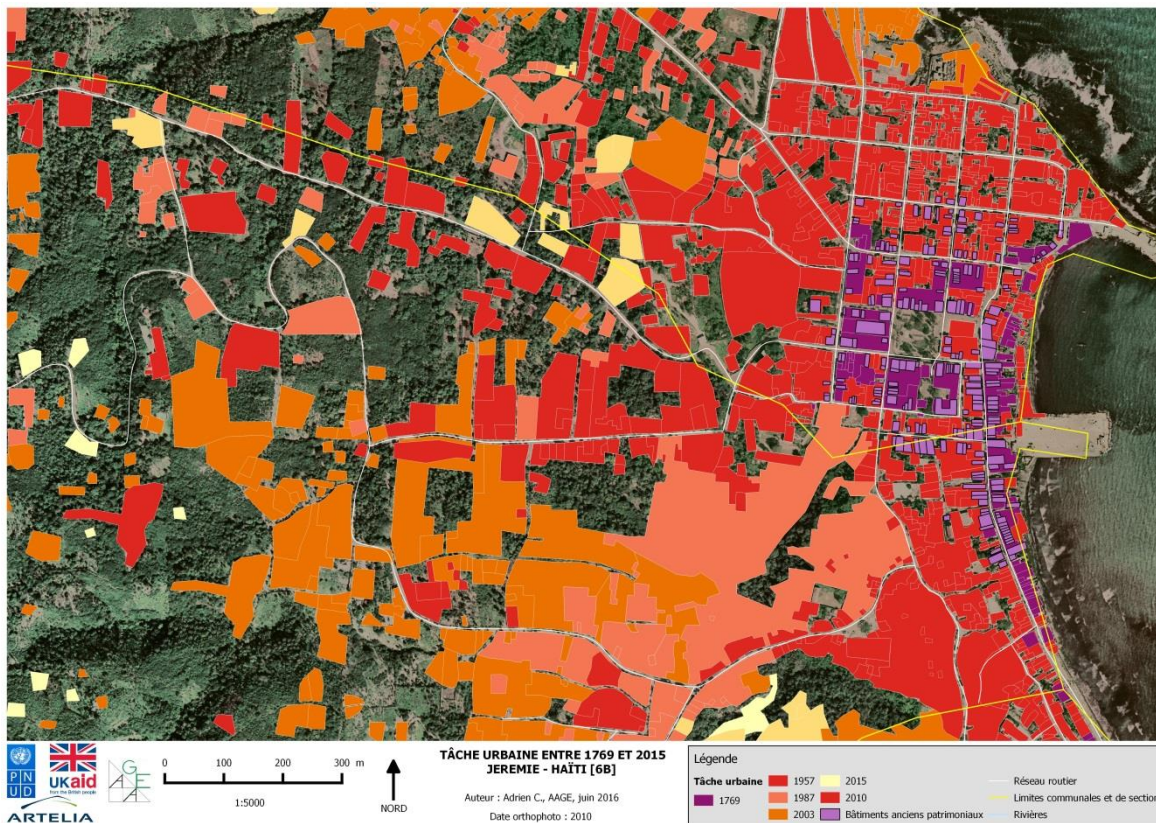 P N
U D
UKaid
from the British people
ARTELIA
A G E
A A
0 100 200 300 m
1:5000
NORD
TÂCHE URBAINE ENTRE 1769 ET 2015
JEREMIE - HAÏTI [6B]
Auteur : Adrien C., AAGE, juin 2016
Date orthophoto : 2010
Légende
Tâche urbaine
1769
1957
1987
2003
2015
2010
Bâtiments anciens patrimoniaux
Réseau routier
Limites communales et de section
Rivières